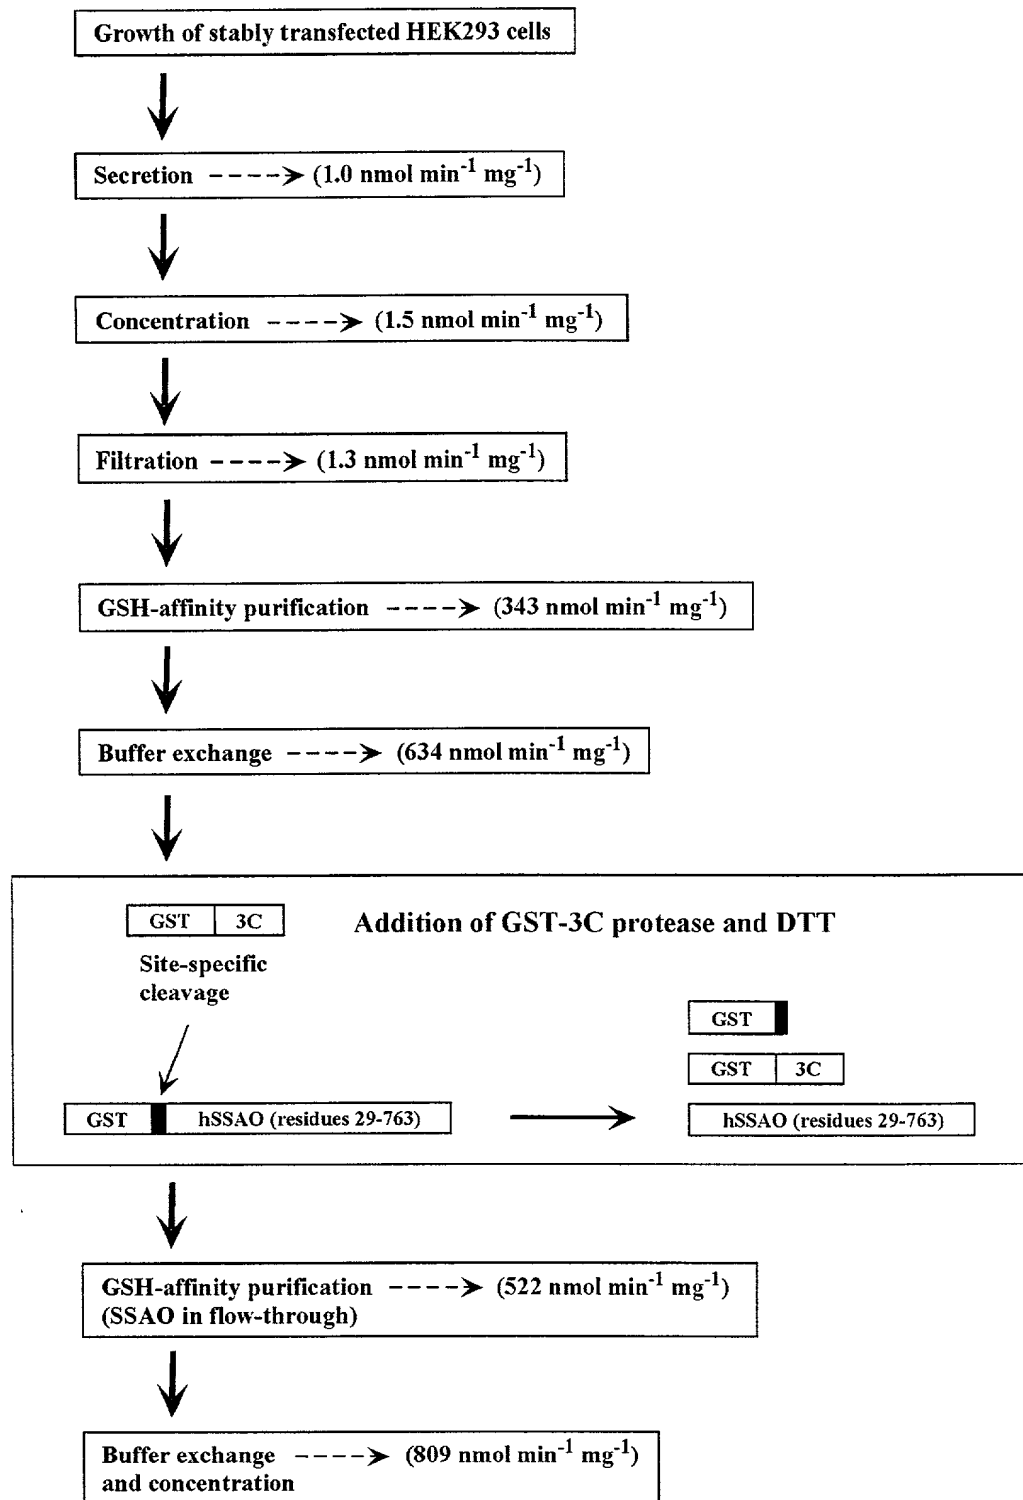 Growth of stably transfected HEK293 cells
Secretion (1.0 nmol min⁻¹ mg⁻¹)
Concentration (1.5 nmol min⁻¹ mg⁻¹)
Filtration (1.3 nmol min⁻¹ mg⁻¹)
GSH-affinity purification (343 nmol min⁻¹ mg⁻¹)
Buffer exchange (634 nmol min⁻¹ mg⁻¹)
GST 3C Addition of GST-3C protease and DTT
Site-specific
cleavage
GST
GST 3C
GST hSSAO (residues 29-763) hSSAO (residues 29-763)
GSH-affinity purification (522 nmol min⁻¹ mg⁻¹)
(SSAO in flow-through)
Buffer exchange (809 nmol min⁻¹ mg⁻¹)
and concentration